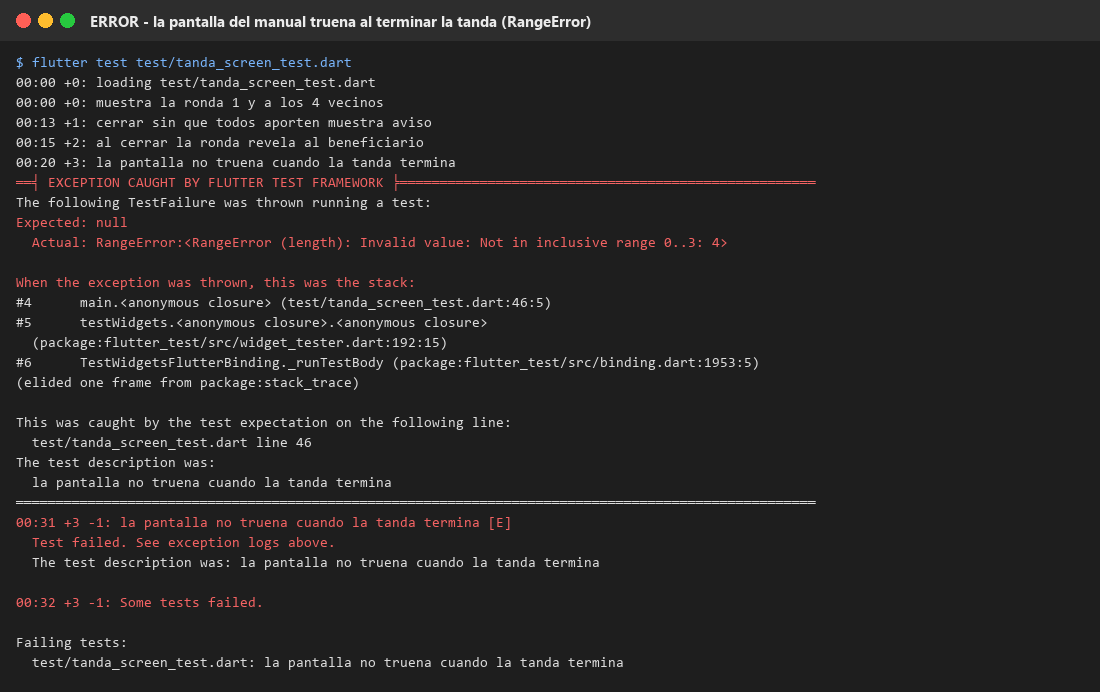 ERROR - la pantalla del manual truena al terminar la tanda (RangeError)
$ flutter test test/tanda_screen_test.dart
00:00 +0: loading test/tanda_screen_test.dart
00:00 +0: muestra la ronda 1 y a los 4 vecinos
00:13 +1: cerrar sin que todos aporten muestra aviso
00:15 +2: al cerrar la ronda revela al beneficiario
00:20 +3: la pantalla no truena cuando la tanda termina
══╡ EXCEPTION CAUGHT BY FLUTTER TEST FRAMEWORK ╞════════════════════════════════════════════════════
The following TestFailure was thrown running a test:
Expected: null
  Actual: RangeError:<RangeError (length): Invalid value: Not in inclusive range 0..3: 4>
When the exception was thrown, this was the stack:
#4      main.<anonymous closure> (test/tanda_screen_test.dart:46:5)
#5      testWidgets.<anonymous closure>.<anonymous closure>
  (package:flutter_test/src/widget_tester.dart:192:15)
#6      TestWidgetsFlutterBinding._runTestBody (package:flutter_test/src/binding.dart:1953:5)
(elided one frame from package:stack_trace)
This was caught by the test expectation on the following line:
  test/tanda_screen_test.dart line 46
The test description was:
  la pantalla no truena cuando la tanda termina
════════════════════════════════════════════════════════════════════════════════════════════════════
00:31 +3 -1: la pantalla no truena cuando la tanda termina [E]
  Test failed. See exception logs above.
  The test description was: la pantalla no truena cuando la tanda termina
00:32 +3 -1: Some tests failed.
Failing tests:
  test/tanda_screen_test.dart: la pantalla no truena cuando la tanda termina